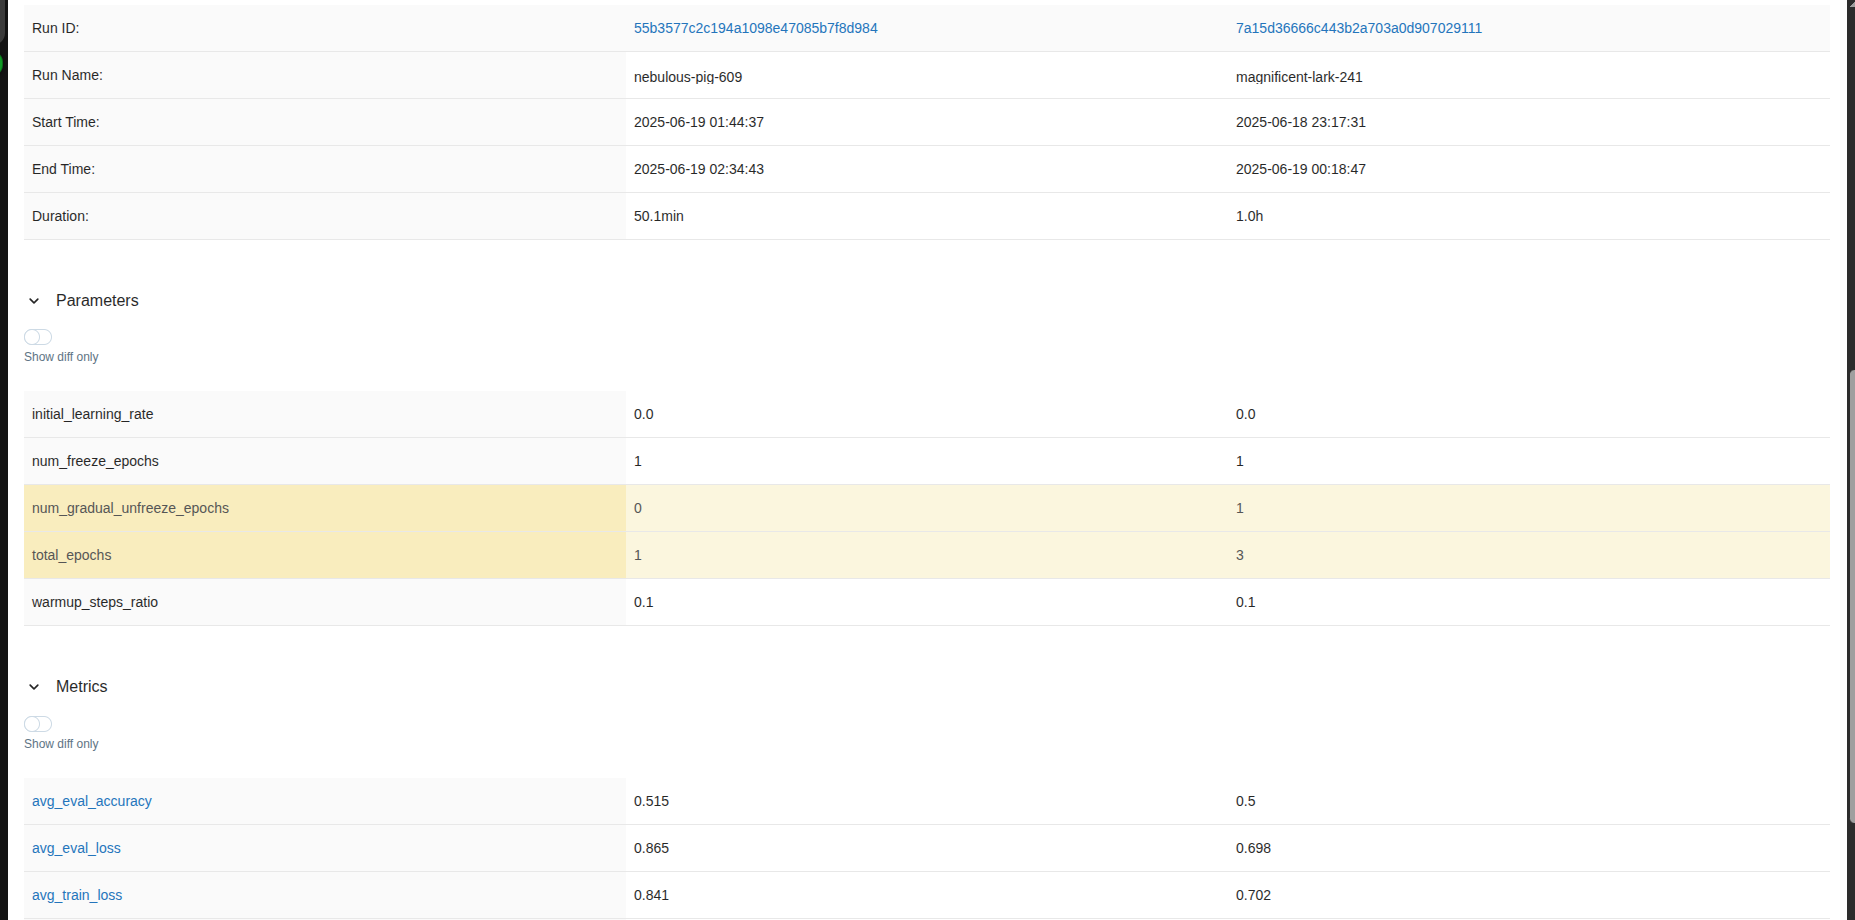 Run ID: 55b3577c2c194a1098e47085b7f8d984 7a15d36666c443b2a703a0d907029111
Run Name: nebulous-pig-609 magnificent-lark-241
Start Time: 2025-06-19 01:44:37 2025-06-18 23:17:31
End Time: 2025-06-19 02:34:43 2025-06-19 00:18:47
Duration: 50.1min 1.0h
Parameters
Show diff only
initial_learning_rate 0.0 0.0
num_freeze_epochs 1 1
num_gradual_unfreeze_epochs 0 1
total_epochs 1 3
warmup_steps_ratio 0.1 0.1
Metrics
Show diff only
avg_eval_accuracy 0.515 0.5
avg_eval_loss 0.865 0.698
avg_train_loss 0.841 0.702